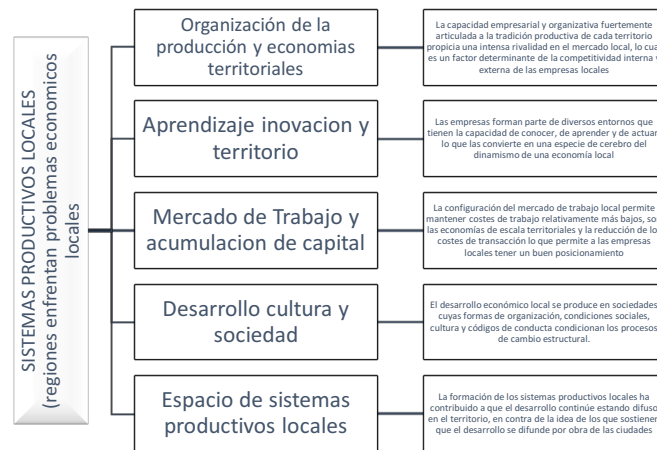 SISTEMAS PRODUCTIVOS LOCALES
(regiones enfrentan problemas economicos
locales
Organización de la
producción y economias
territoriales
La capacidad empresarial y organizativa fuertemente
articulada a la tradición productiva de cada territorio
propicia una intensa rivalidad en el mercado local, lo cua
es un factor determinante de la competitividad interna
externa de las empresas locales
Aprendizaje inovacion y
territorio
Las empresas forman parte de diversos entornos que
tienen la capacidad de conocer, de aprender y de actuar
lo que las convierte en una especie de cerebro del
dinamismo de una economía local
Mercado de Trabajo y
acumulacion de capital
La configuración del mercado de trabajo local permite
mantener costes de trabajo relativamente más bajos, so
las economías de escala territoriales y la reducción de lo
costes de transacción lo que permite a las empresas
locales tener un buen posicionamiento
Desarrollo cultura y
sociedad
El desarrollo económico local se produce en sociedades
cuyas formas de organización, condiciones sociales,
cultura y códigos de conducta condicionan los procesos
de cambio estructural.
Espacio de sistemas
productivos locales
La formación de los sistemas productivos locales ha
contribuido a que el desarrollo continúe estando difuso
en el territorio, en contra de la idea de los que sostiener
que el desarrollo se difunde por obra de las ciudades